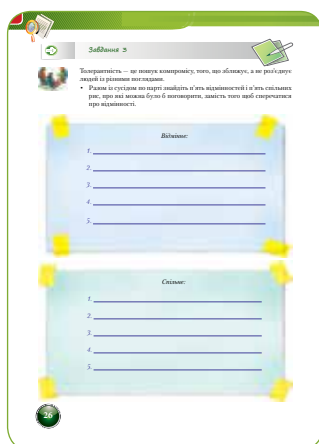 Завдання 3
Толерантність — це пошук компромісу, того, що зближує, а не роз'єднує
людей із різними поглядами.
• Разом із сусідом по парті знайдіть п'ять відмінностей і п'ять спільних
рис, про які можна було б поговорити, замість того щоб сперечатися
про відмінності.
Відмінне:
1.
2.
3.
4.
5.
Спільне:
1.
2.
3.
4.
5.
26